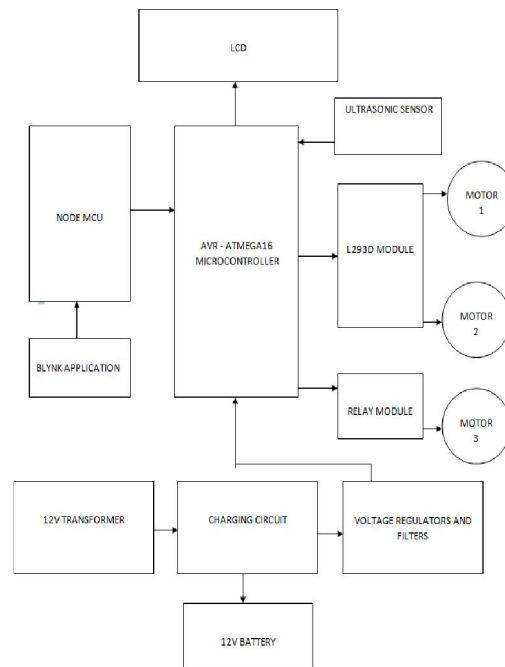 LCD
ULTRASONIC SENSOR
NODE MCU
AVR - ATMEGA16
MICROCONTROLLER
L293D MODULE
MOTOR
1
MOTOR
2
BLYNK APPLICATION
RELAY MODULE
MOTOR
3
12V TRANSFORMER
CHARGING CIRCUIT
VOLTAGE REGULATORS AND
FILTERS
12V BATTERY